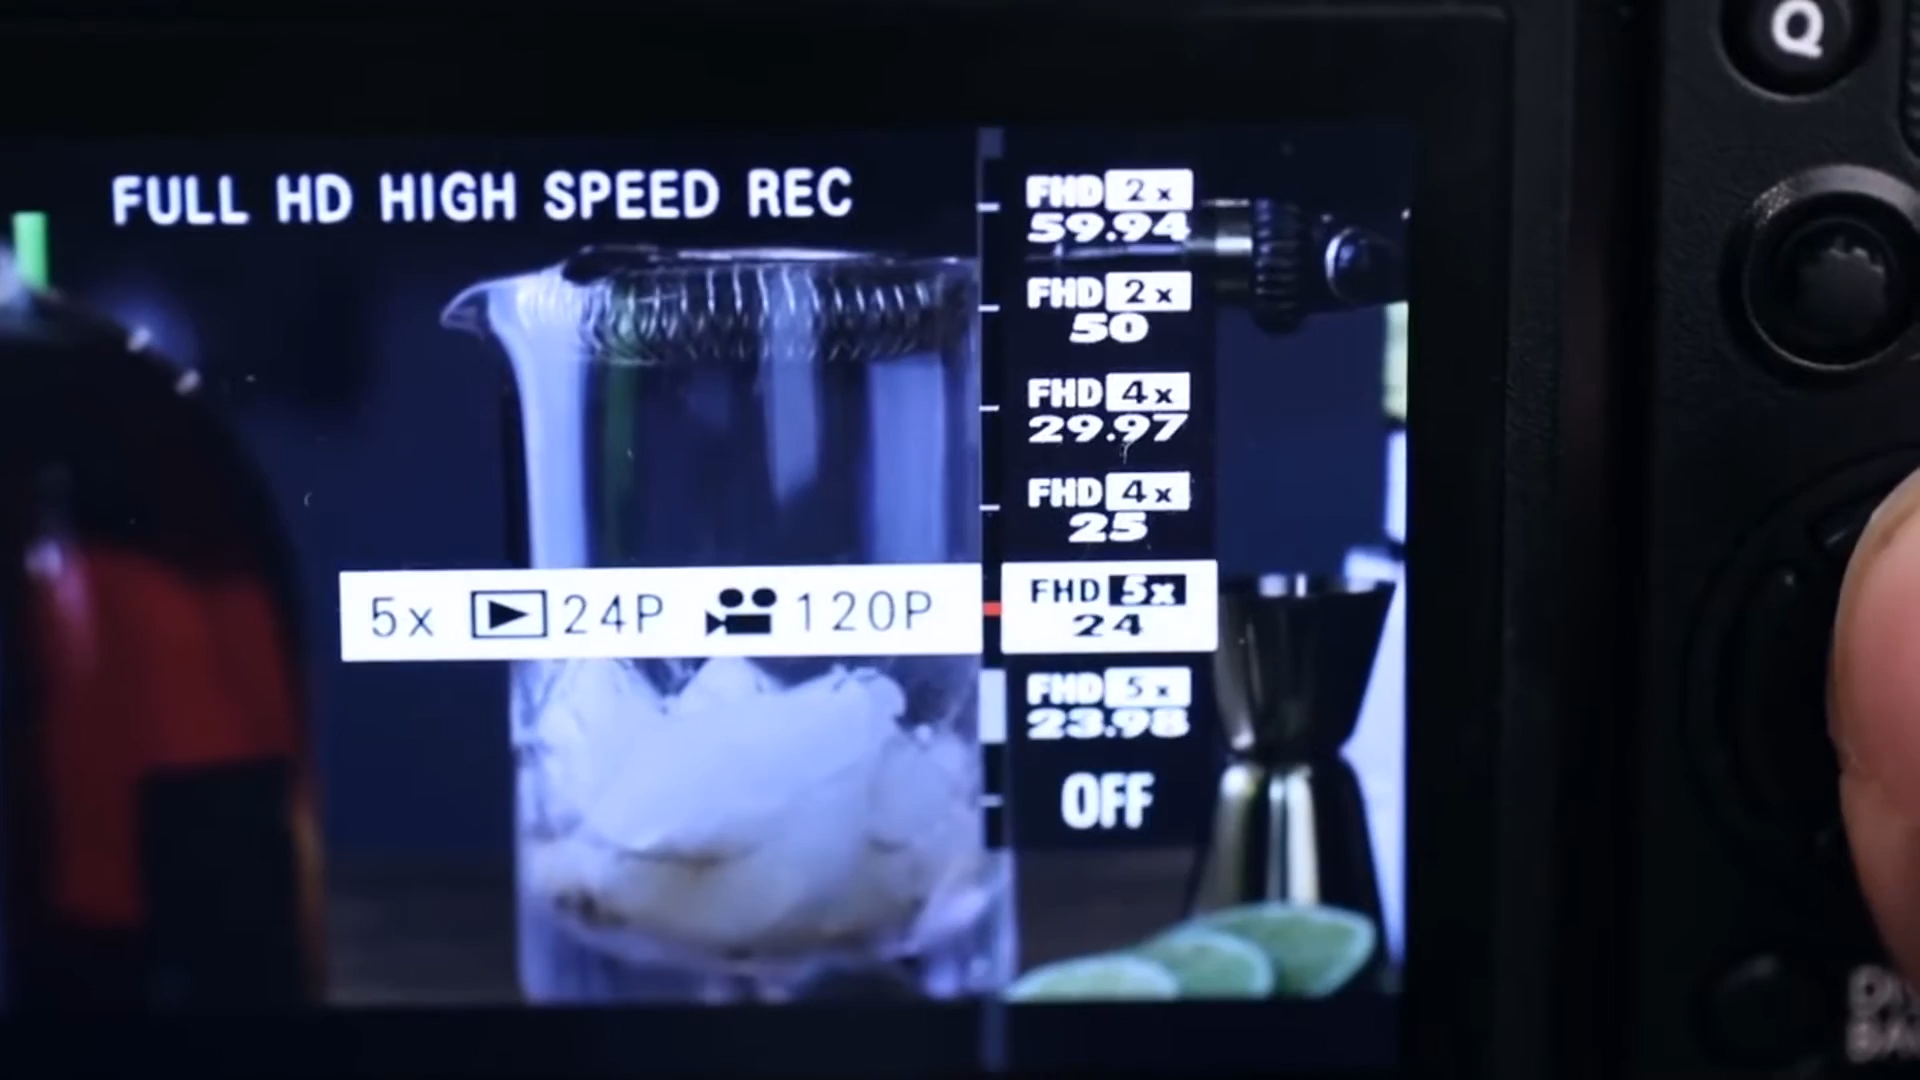 Q
FULL HD HIGH SPEED REC
FHD 2x
59.94
FHD 2x
50
FHD 4x
29.97
FHD 4x
25
5x 24P 120P
FHD 5x
24
FHD 5x
23.98
OFF